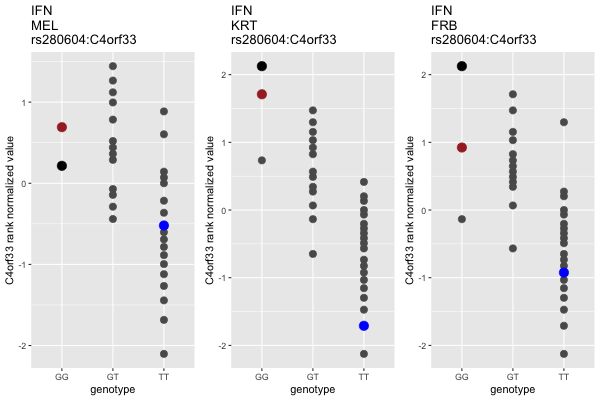 IFN
MEL
rs280604:C4orf33
C4orf33 rank normalized value
1
0
-1
-2
GG GT TT
genotype
IFN
KRT
rs280604:C4orf33
C4orf33 rank normalized value
2
1
0
-1
-2
GG GT TT
genotype
IFN
FRB
rs280604:C4orf33
C4orf33 rank normalized value
2
1
0
-1
-2
GG GT TT
genotype